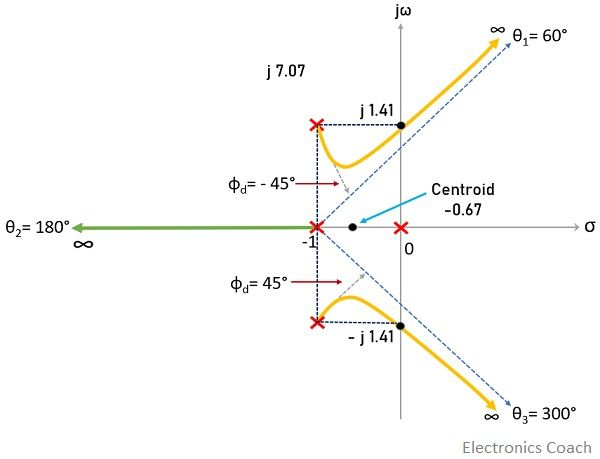 jω
∞
θ₁= 60°
j 7.07
j 1.41
ϕd= - 45°
Centroid
-0.67
θ₂= 180°
∞
-1
0
σ
ϕd= 45°
- j 1.41
∞
θ₃= 300°
Electronics Coach